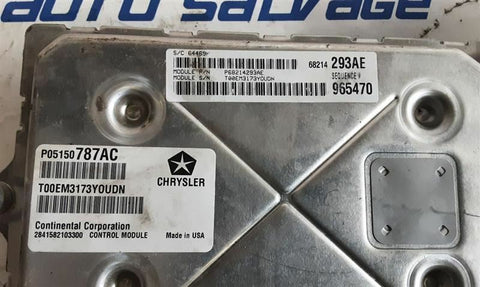 AUTO SALVAGE
S/C 64469
68214 293AE
MODULE P/N P68214293AE
MODULE S/N T00EM3173YOUDN
SEQUENCE #
965470
P05150787AC
T00EM3173YOUDN
CHRYSLER
Continental Corporation
2841582103300 CONTROL MODULE Made in USA